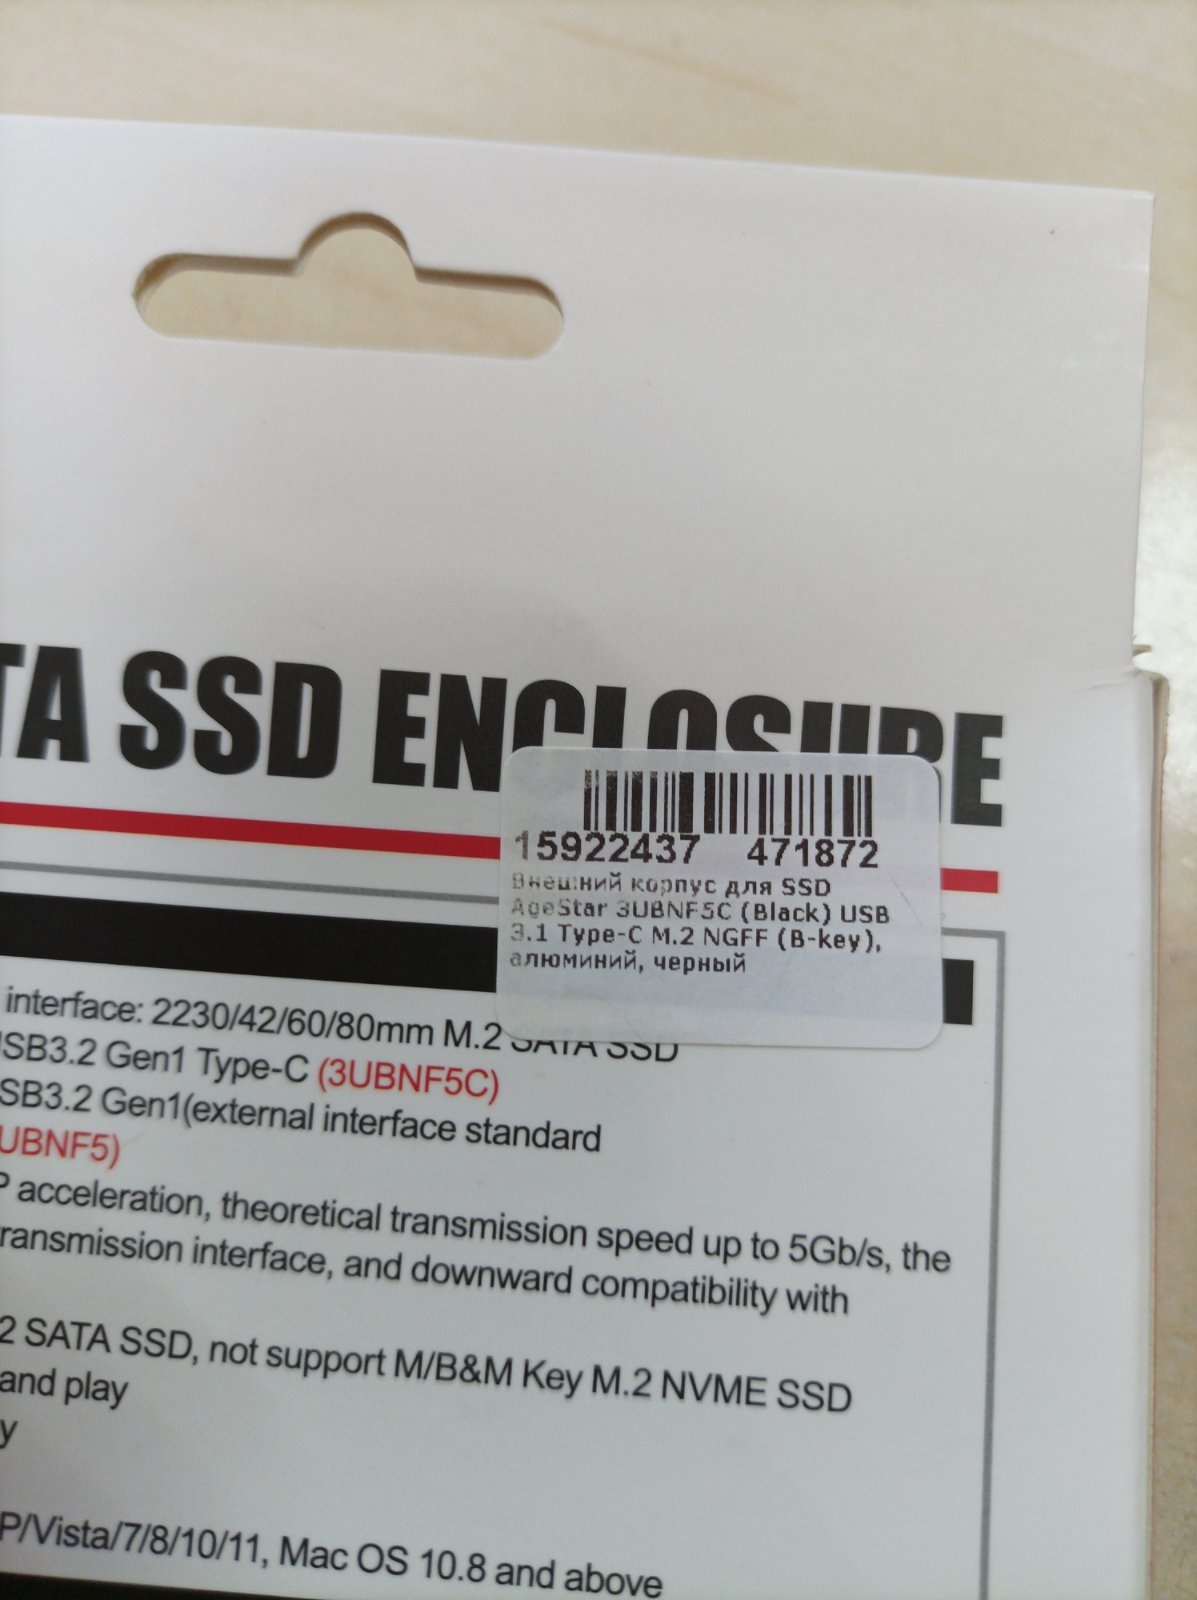 TA SSD ENCLOSURE
15922437 471872
Внешний корпус для SSD
AgeStar 3UBNF5C (Black) USB
3.1 Type-C M.2 NGFF (B-key),
алюминий, черный
interface: 2230/42/60/80mm M.2 SATA SSD
SB3.2 Gen1 Type-C (3UBNF5C)
SB3.2 Gen1(external interface standard
UBNF5)
P acceleration, theoretical transmission speed up to 5Gb/s, the
ransmission interface, and downward compatibility with
2 SATA SSD, not support M/B&M Key M.2 NVME SSD
and play
y
P/Vista/7/8/10/11, Mac OS 10.8 and above